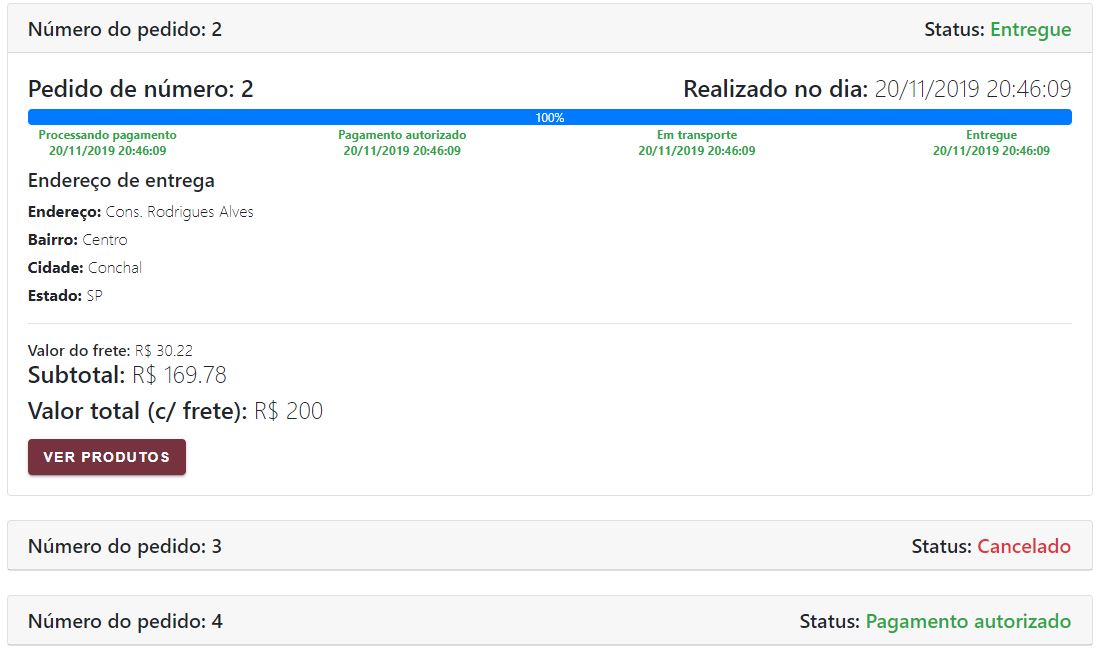 Número do pedido: 2 Status: Entregue
Pedido de número: 2 Realizado no dia: 20/11/2019 20:46:09
100%
Processando pagamento Pagamento autorizado Em transporte Entregue
20/11/2019 20:46:09 20/11/2019 20:46:09 20/11/2019 20:46:09 20/11/2019 20:46:09
Endereço de entrega
Endereço: Cons. Rodrigues Alves
Bairro: Centro
Cidade: Conchal
Estado: SP
Valor do frete: R$ 30.22
Subtotal: R$ 169.78
Valor total (c/ frete): R$ 200
VER PRODUTOS
Número do pedido: 3 Status: Cancelado
Número do pedido: 4 Status: Pagamento autorizado